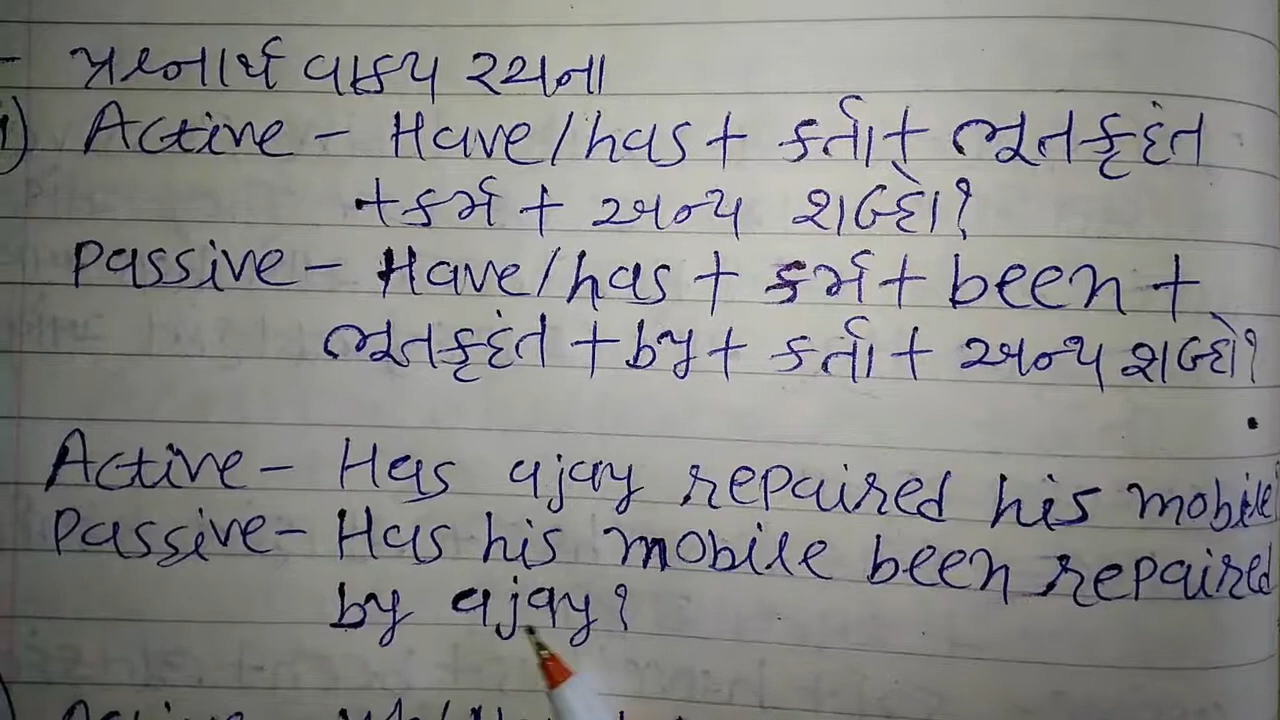 - પ્રશ્નાર્થ વાક્ય રચના
1) Active - Have/has + કર્તા + ભૂતકૃદંત
+ કર્મ + અન્ય શબ્દો?
Passive - Have/has + કર્મ + been +
ભૂતકૃદંત + by + કર્તા + અન્ય શબ્દો?
Active - Has ajay repaired his mobile
Passive - Has his mobile been repaired
by ajay?